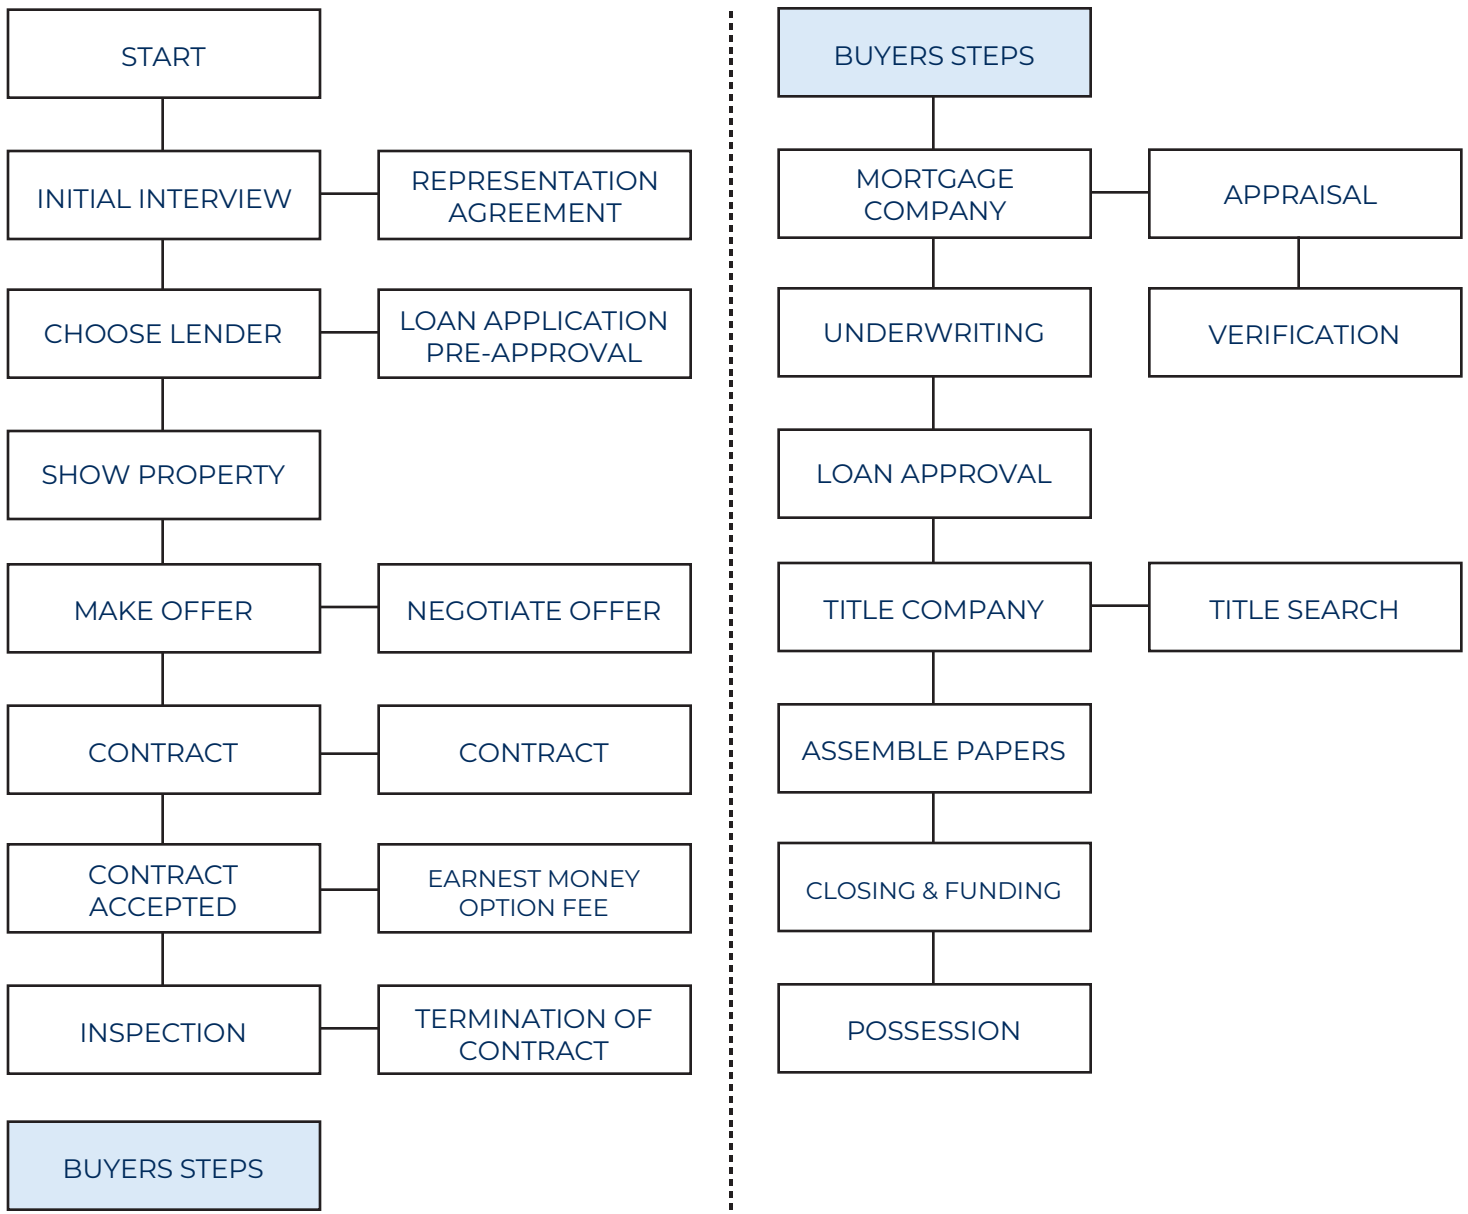 START
INITIAL INTERVIEW
REPRESENTATION
AGREEMENT
CHOOSE LENDER
LOAN APPLICATION
PRE-APPROVAL
SHOW PROPERTY
MAKE OFFER
NEGOTIATE OFFER
CONTRACT
CONTRACT
CONTRACT
ACCEPTED
EARNEST MONEY
OPTION FEE
INSPECTION
TERMINATION OF
CONTRACT
BUYERS STEPS
BUYERS STEPS
MORTGAGE
COMPANY
APPRAISAL
UNDERWRITING
VERIFICATION
LOAN APPROVAL
TITLE COMPANY
TITLE SEARCH
ASSEMBLE PAPERS
CLOSING & FUNDING
POSSESSION